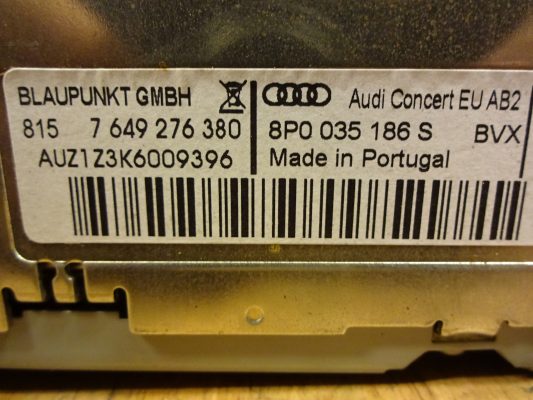 BLAUPUNKT GMBH
815 7 649 276 380
AUZ1Z3K6009396
Audi Concert EU AB2
8P0 035 186 S BVX
Made in Portugal